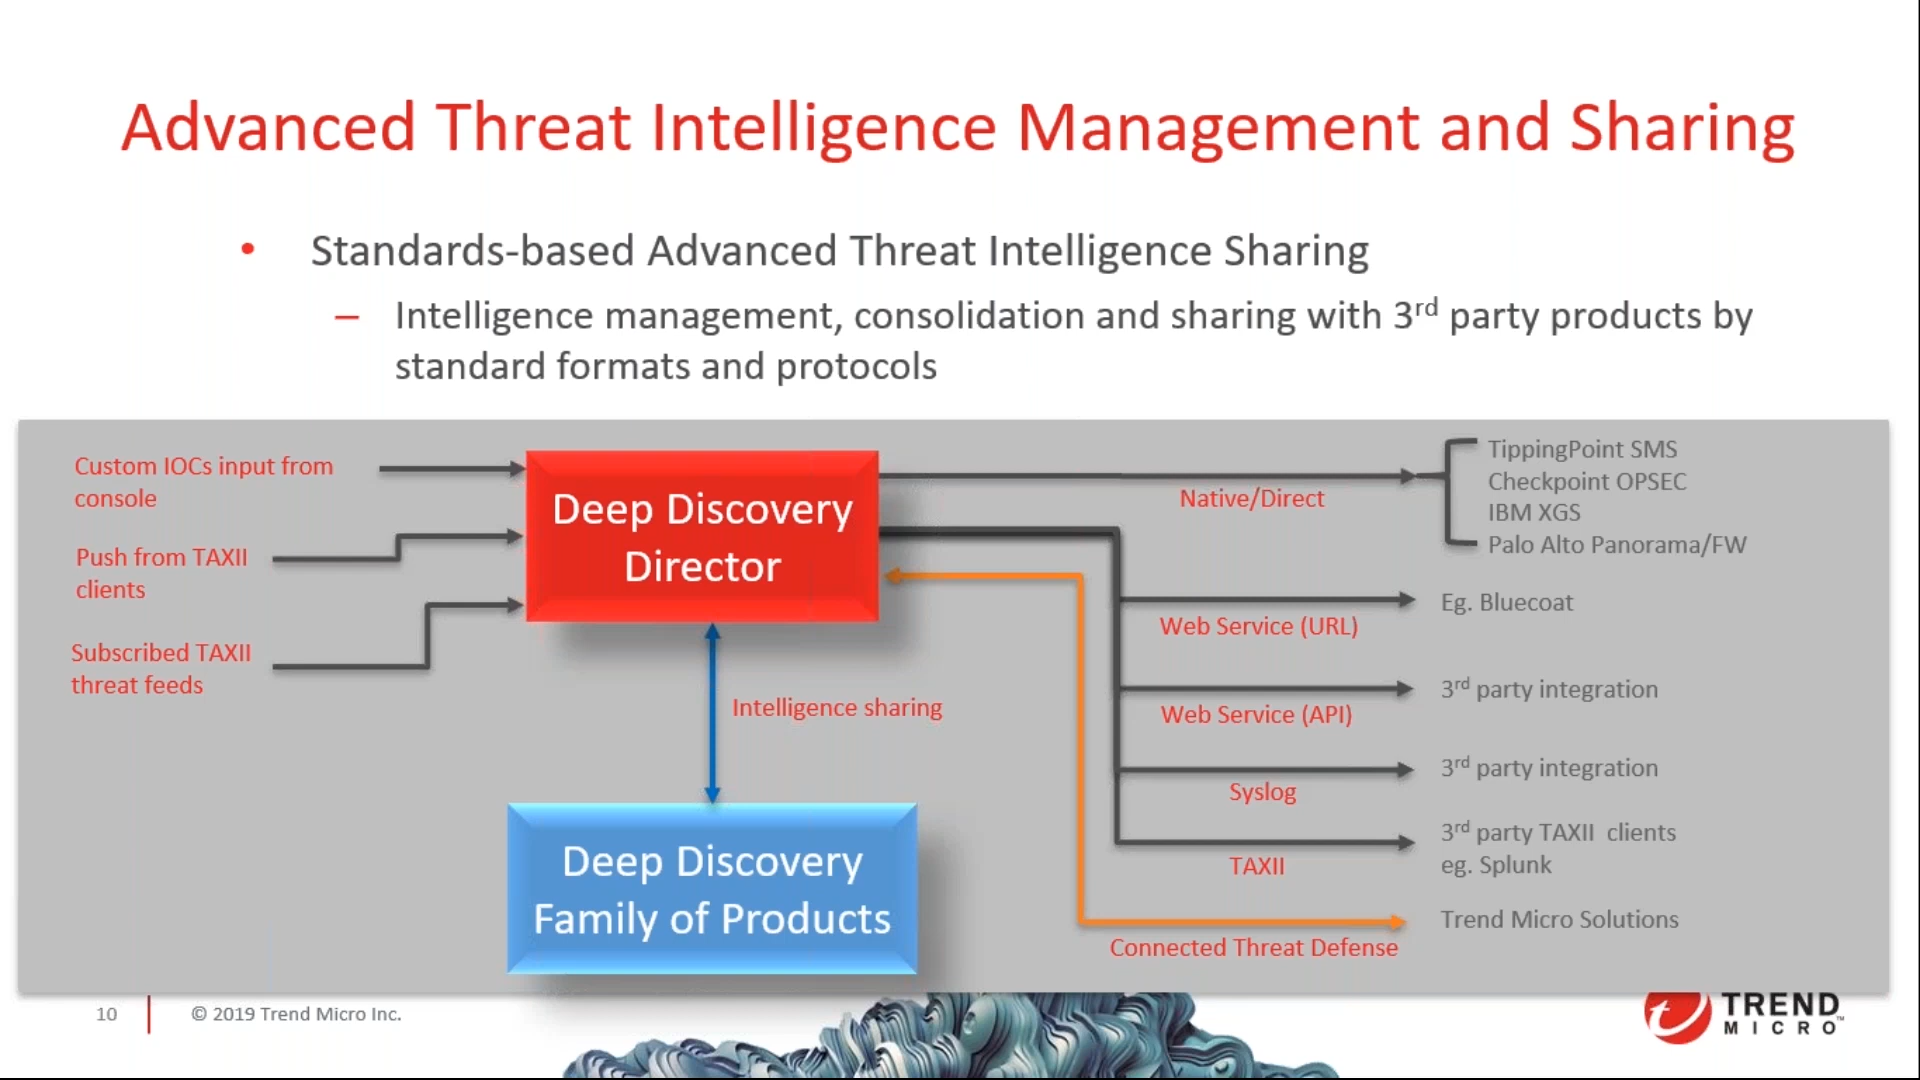 Advanced Threat Intelligence Management and Sharing
• Standards-based Advanced Threat Intelligence Sharing
– Intelligence management, consolidation and sharing with 3rd party products by
standard formats and protocols
Custom IOCs input from
console
Push from TAXII
clients
Subscribed TAXII
threat feeds
Deep Discovery
Director
Intelligence sharing
Deep Discovery
Family of Products
Native/Direct
TippingPoint SMS
Checkpoint OPSEC
IBM XGS
Palo Alto Panorama/FW
Web Service (URL)
Eg. Bluecoat
Web Service (API)
3rd party integration
Syslog
3rd party integration
TAXII
3rd party TAXII clients
eg. Splunk
Connected Threat Defense
Trend Micro Solutions
10
© 2019 Trend Micro Inc.
TREND
MICRO™